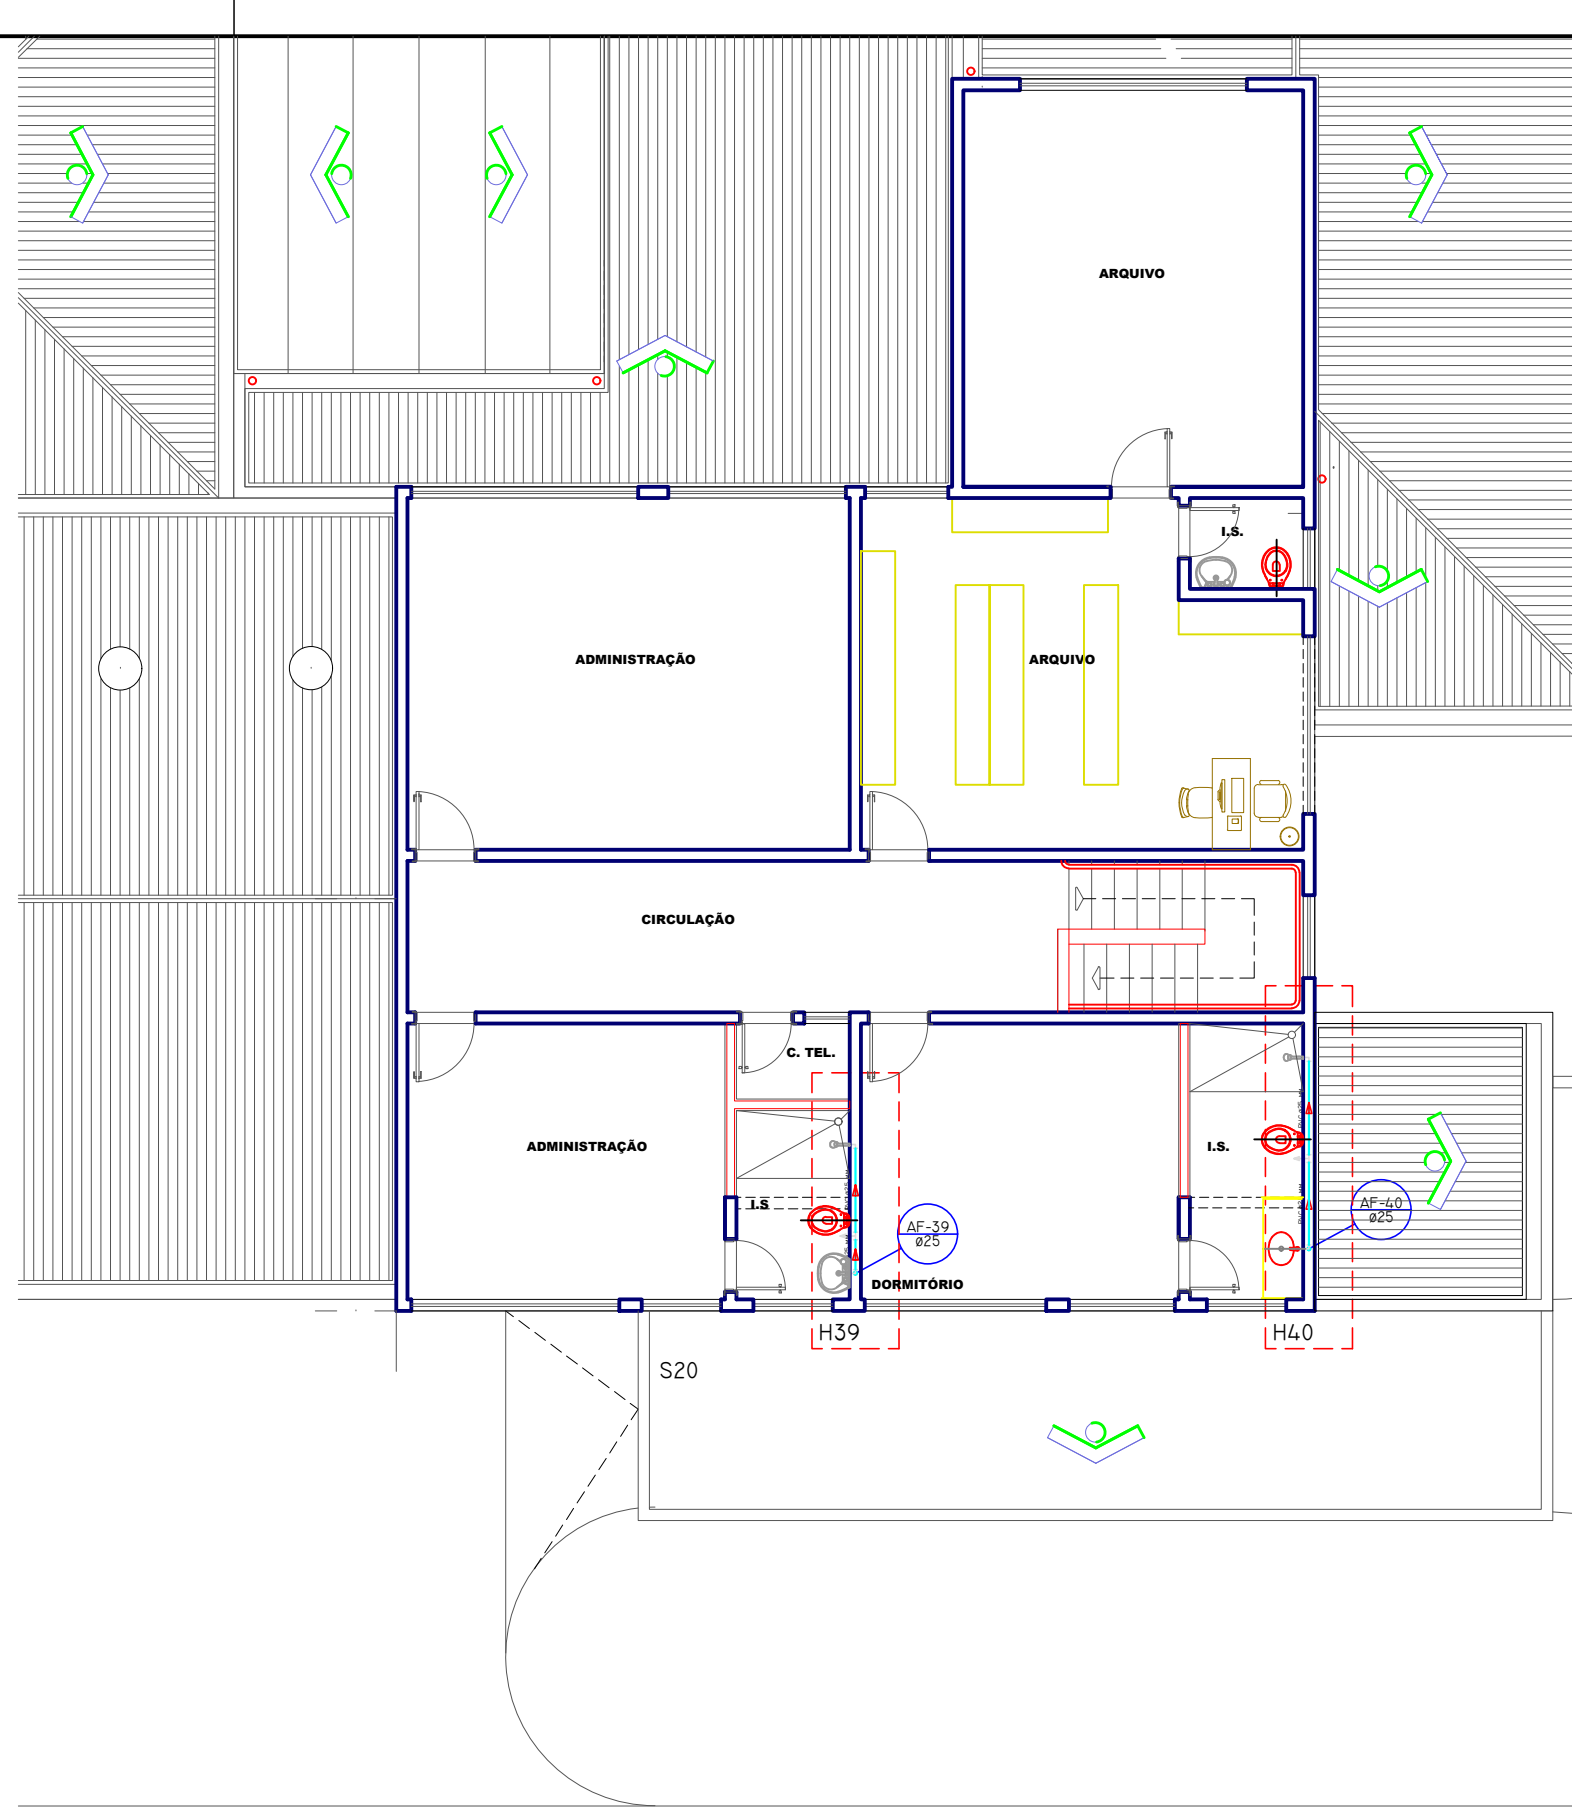 ARQUIVO
I.S.
ADMINISTRAÇÃO
ARQUIVO
CIRCULAÇÃO
C. TEL.
ADMINISTRAÇÃO
I.S.
I.S
AF-39
ø25
AF-40
ø25
DORMITÓRIO
H39
H40
S20